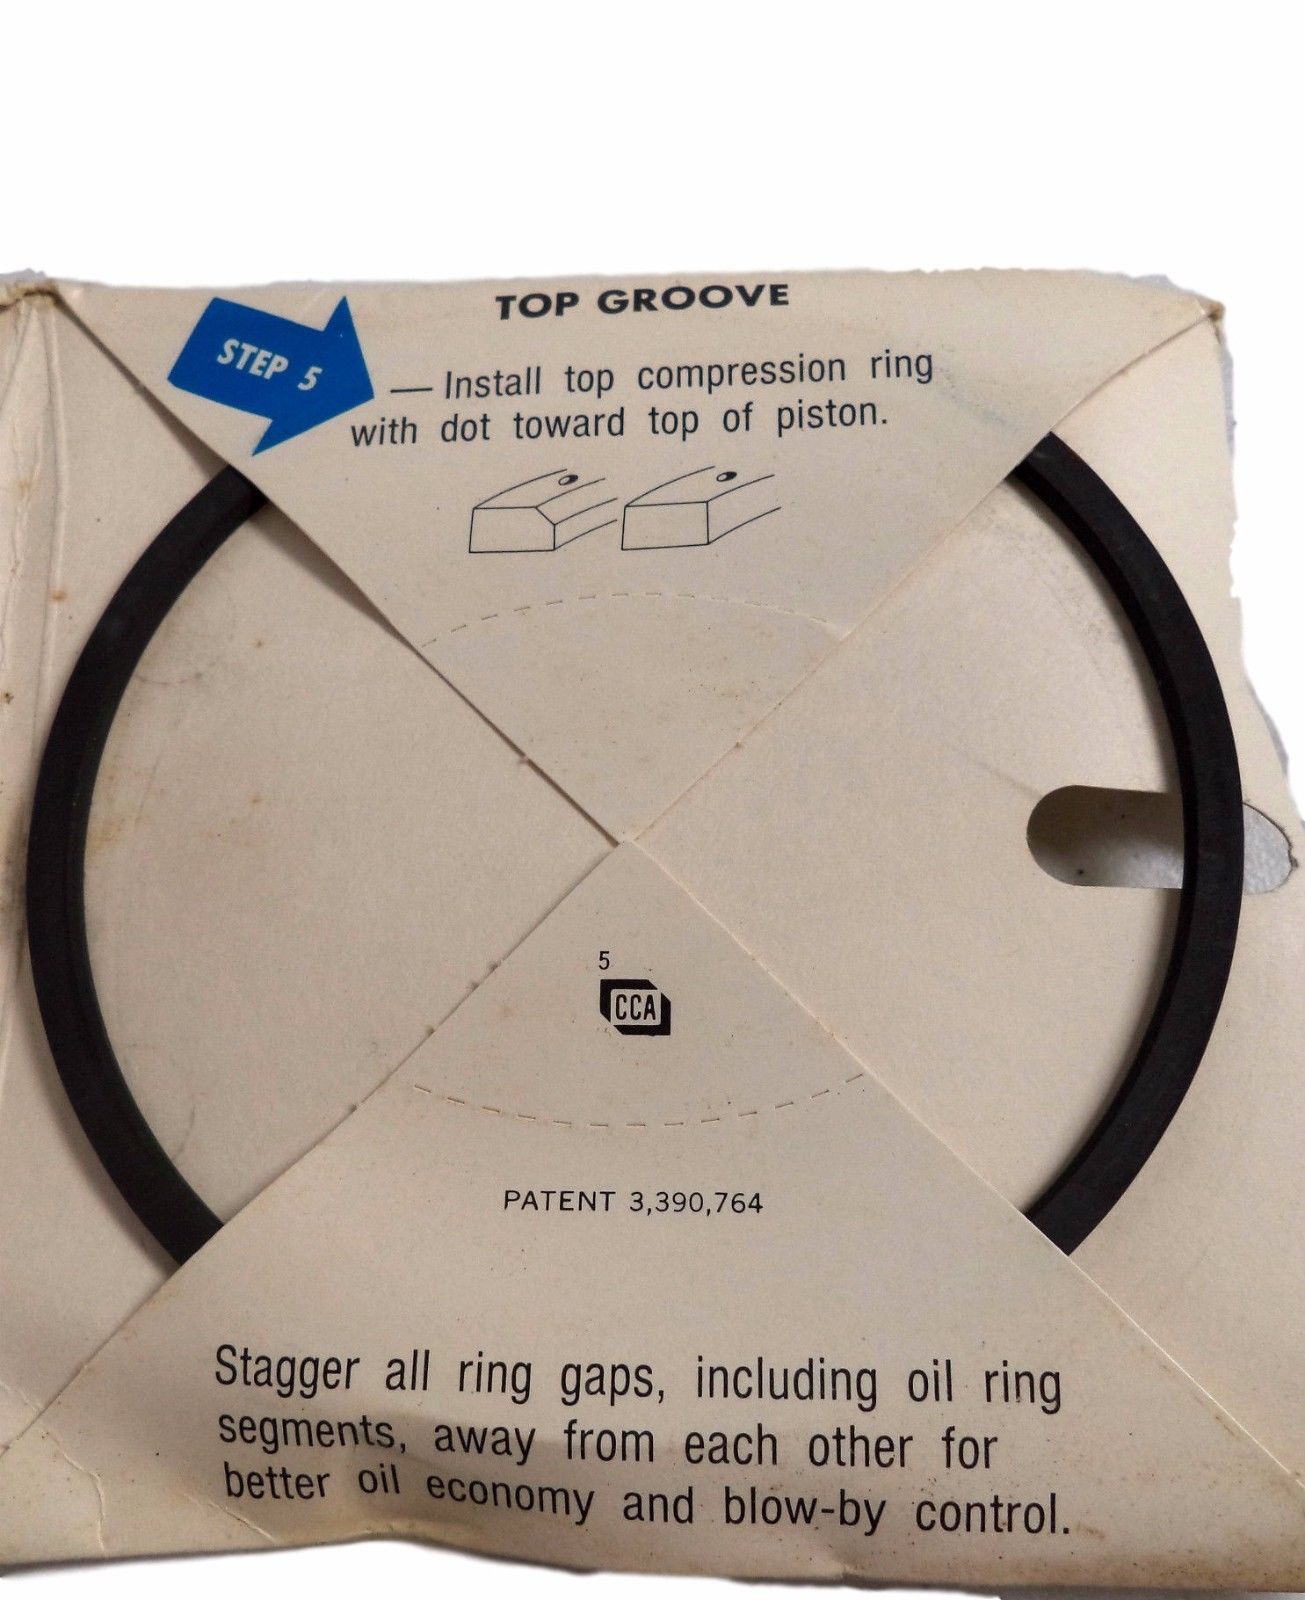 TOP GROOVE
STEP 5
— Install top compression ring
with dot toward top of piston.
5
CCA
PATENT 3,390,764
Stagger all ring gaps, including oil ring
segments, away from each other for
better oil economy and blow-by control.